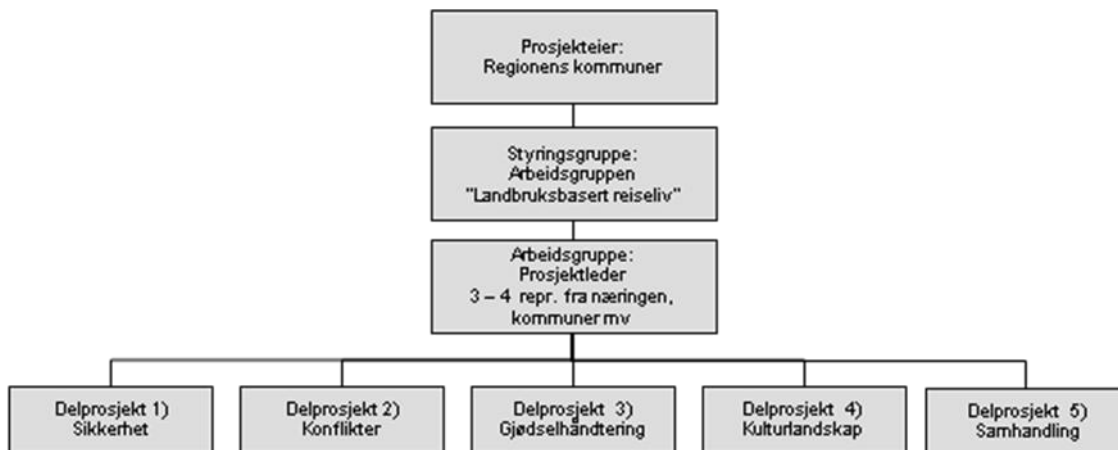 Prosjekteier:
Regionens kommuner
Styringsgruppe:
Arbeidsgruppen
"Landbruksbasert reiseliv"
Arbeidsgruppe:
Prosjektleder
3 – 4 repr. fra næringen,
kommuner mv
Delprosjekt 1)
Sikkerhet
Delprosjekt 2)
Konflikter
Delprosjekt 3)
Gjødselhåndtering
Delprosjekt 4)
Kulturlandskap
Delprosjekt 5)
Samhandling